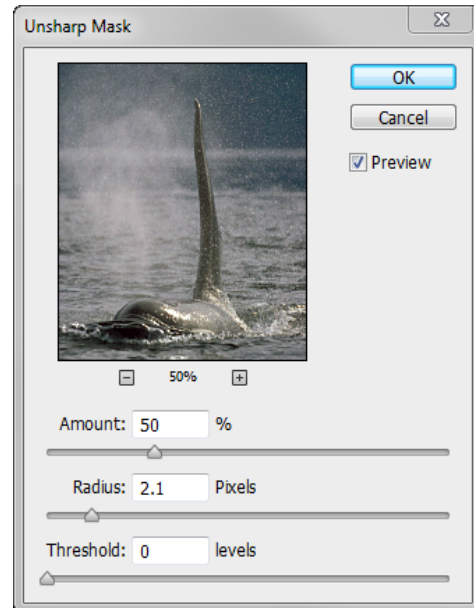 Unsharp Mask
OK
Cancel
Preview
50%
Amount: 50 %
Radius: 2.1 Pixels
Threshold: 0 levels